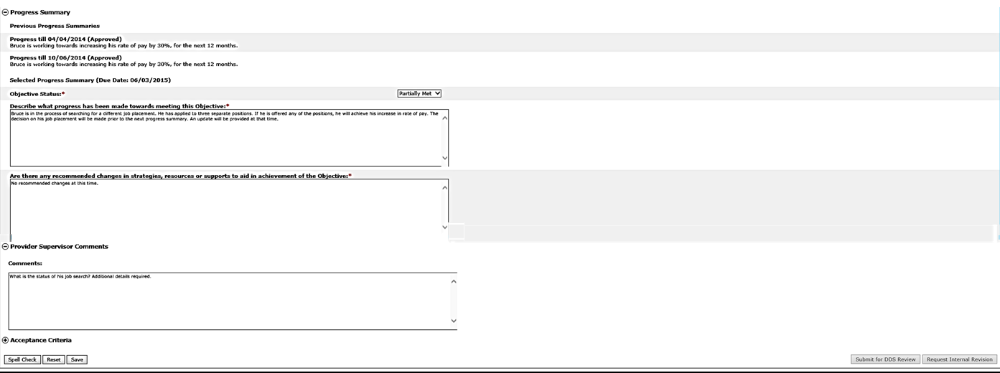 Progress Summary
Previous Progress Summaries
Progress till 04/04/2014 (Approved)
Bruce is working towards increasing his rate of pay by 30%, for the next 12 months.
Progress till 10/06/2014 (Approved)
Bruce is working towards increasing his rate of pay by 30%, for the next 12 months.
Selected Progress Summary (Due Date: 06/03/2015)
Objective Status:* Partially Met
Describe what progress has been made towards meeting this Objective:*
Bruce is in the process of searching for a different job placement. He has applied to three separate positions. If he is offered any of the positions, he will achieve his increase in rate of pay. The
decision on his job placement will be made prior to the next progress summary. An update will be provided at that time.
Are there any recommended changes in strategies, resources or supports to aid in achievement of the Objective:*
No recommended changes at this time.
Provider Supervisor Comments
Comments:
What is the status of his job search? Additional details required.
Acceptance Criteria
Spell Check Reset Save Submit for DDS Review Request Internal Revision